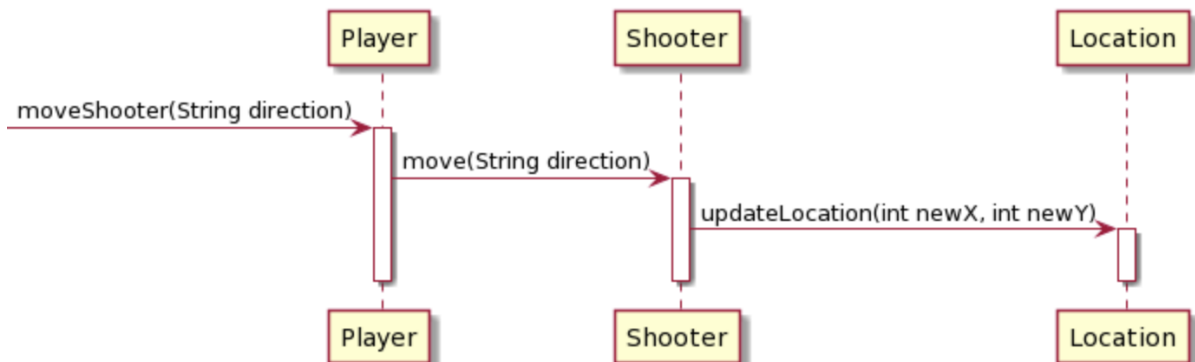 Player
Shooter
Location
moveShooter(String direction)
move(String direction)
updateLocation(int newX, int newY)
Player
Shooter
Location